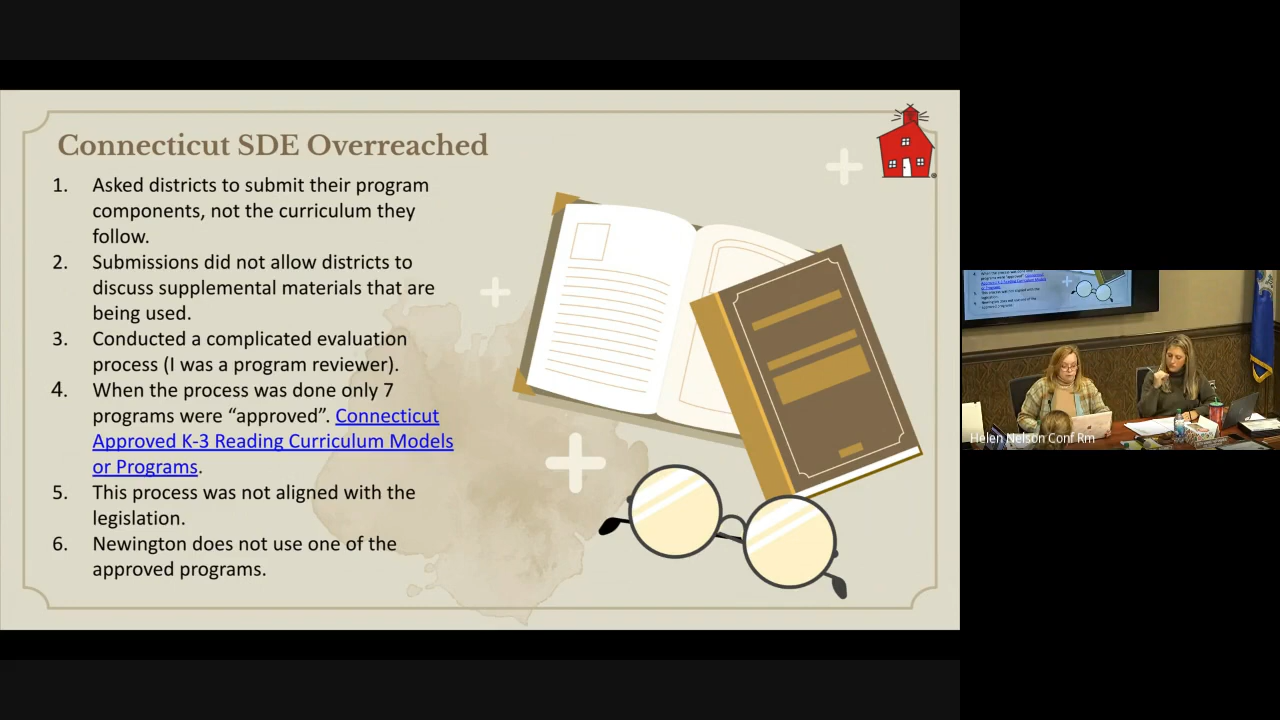 Connecticut SDE Overreached
1. Asked districts to submit their program
components, not the curriculum they
follow.
2. Submissions did not allow districts to
discuss supplemental materials that are
being used.
3. Conducted a complicated evaluation
process (I was a program reviewer).
4. When the process was done only 7
programs were “approved”. Connecticut
Approved K-3 Reading Curriculum Models
or Programs.
5. This process was not aligned with the
legislation.
6. Newington does not use one of the
approved programs.
Helen Nelson Conf Rm